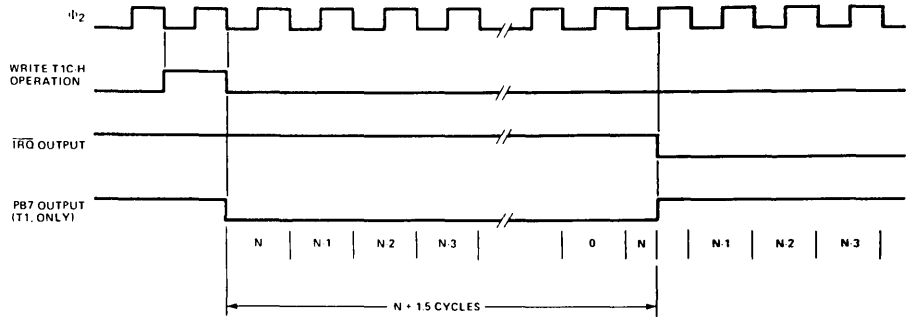 Φ2
WRITE T1C-H
OPERATION
IRQ OUTPUT
PB7 OUTPUT
(T1, ONLY)
N N-1 N-2 N-3 0 N N-1 N-2 N-3
N + 1.5 CYCLES